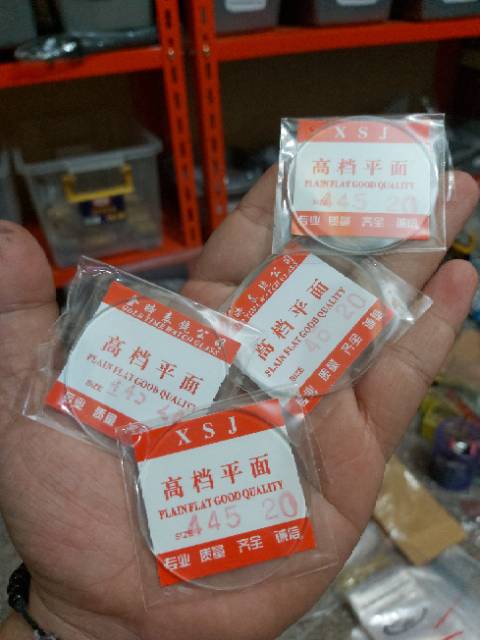 XSJ
高档平面
PLAIN FLAT GOOD QUALITY
445 20
专业 质量 齐全 诚信
高档平面
PLAIN FLAT GOOD QUALITY
40 20
质量 齐全 诚信
高档平面
PLAIN FLAT GOOD QUALITY
SIZE 445
专业 质量
XSJ
高档平面
PLAIN FLAT GOOD QUALITY
SIZE 445 20
专业 质量 齐全 诚信